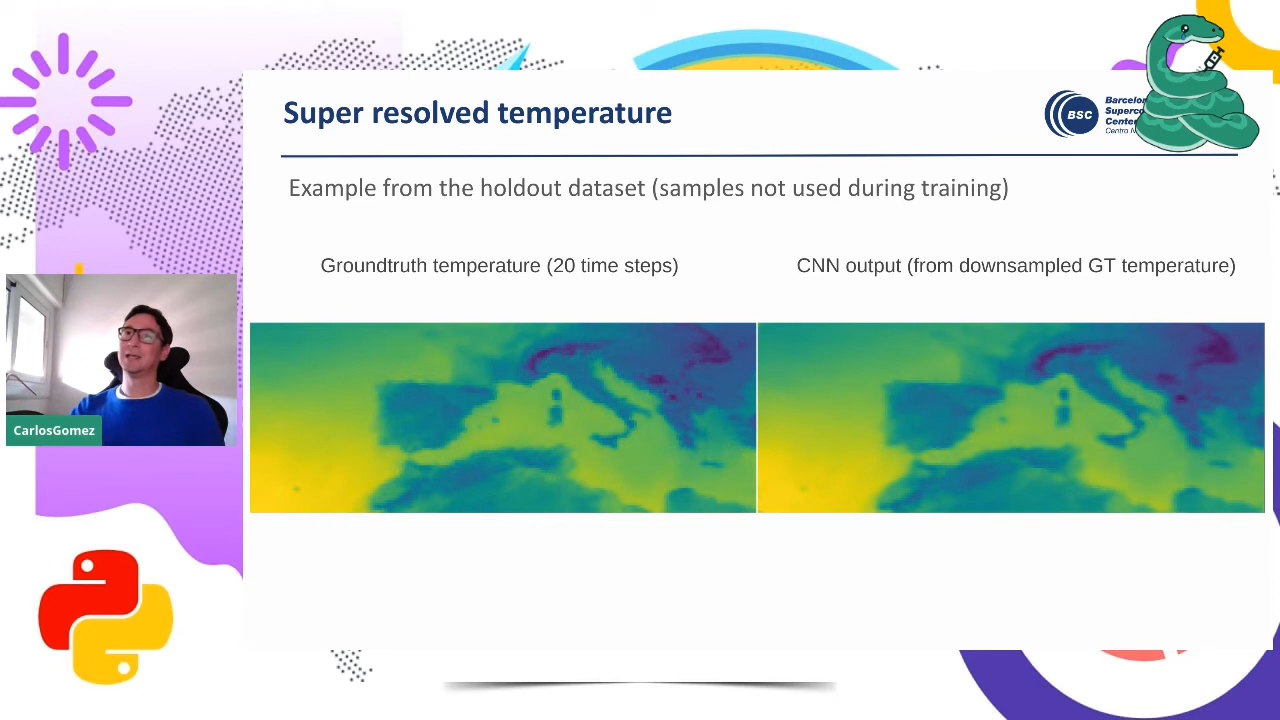 Super resolved temperature
BSC
Example from the holdout dataset (samples not used during training)
Groundtruth temperature (20 time steps)
CNN output (from downsampled GT temperature)
CarlosGomez